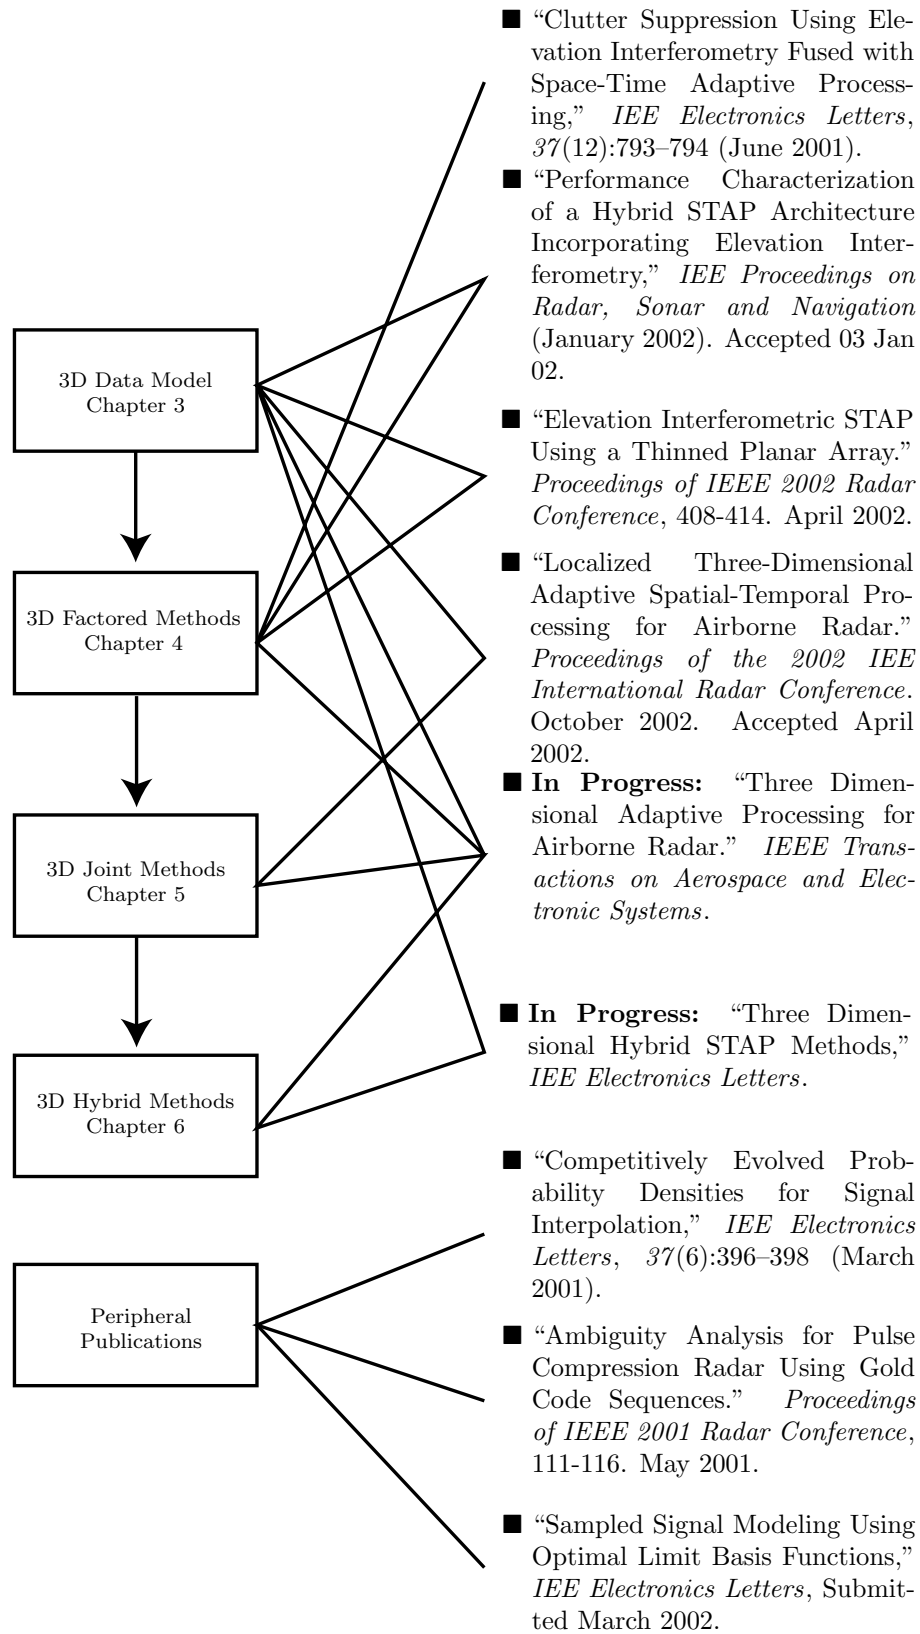 ■ “Clutter Suppression Using Ele-
vation Interferometry Fused with
Space-Time Adaptive Process-
ing,” IEE Electronics Letters,
37(12):793–794 (June 2001).
■ “Performance Characterization
of a Hybrid STAP Architecture
Incorporating Elevation Inter-
ferometry,” IEE Proceedings on
Radar, Sonar and Navigation
(January 2002). Accepted 03 Jan
02.
■ “Elevation Interferometric STAP
Using a Thinned Planar Array.”
Proceedings of IEEE 2002 Radar
Conference, 408-414. April 2002.
■ “Localized Three-Dimensional
Adaptive Spatial-Temporal Pro-
cessing for Airborne Radar.”
Proceedings of the 2002 IEE
International Radar Conference.
October 2002. Accepted April
2002.
■ In Progress: “Three Dimen-
sional Adaptive Processing for
Airborne Radar.” IEEE Trans-
actions on Aerospace and Elec-
tronic Systems.
■ In Progress: “Three Dimen-
sional Hybrid STAP Methods,”
IEE Electronics Letters.
■ “Competitively Evolved Prob-
ability Densities for Signal
Interpolation,” IEE Electronics
Letters, 37(6):396–398 (March
2001).
■ “Ambiguity Analysis for Pulse
Compression Radar Using Gold
Code Sequences.” Proceedings
of IEEE 2001 Radar Conference,
111-116. May 2001.
■ “Sampled Signal Modeling Using
Optimal Limit Basis Functions,”
IEE Electronics Letters, Submit-
ted March 2002.
3D Data Model
Chapter 3
3D Factored Methods
Chapter 4
3D Joint Methods
Chapter 5
3D Hybrid Methods
Chapter 6
Peripheral
Publications